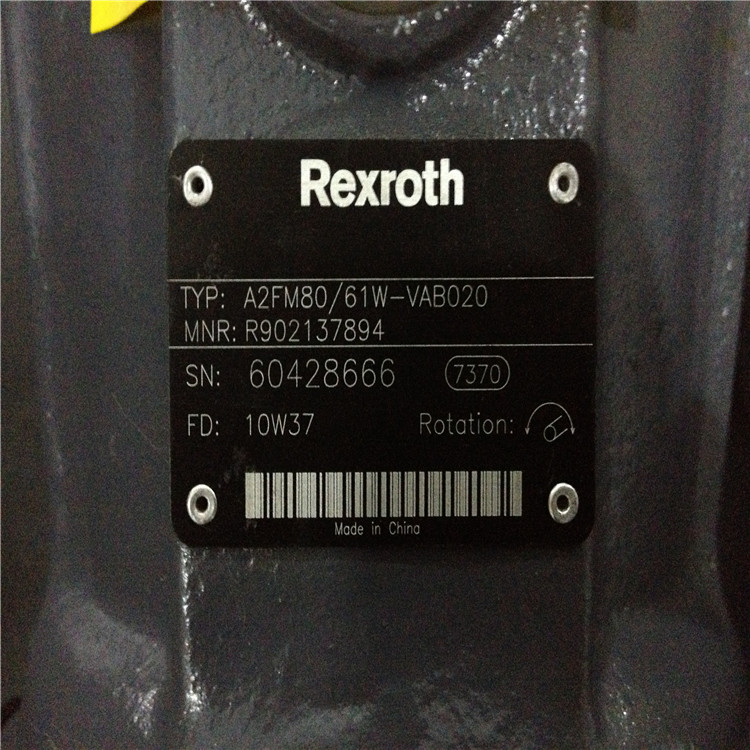 Rexroth
TYP: A2FM80/61W-VAB020
MNR: R902137894
SN: 60428666 7370
FD: 10W37 Rotation:
Made in China